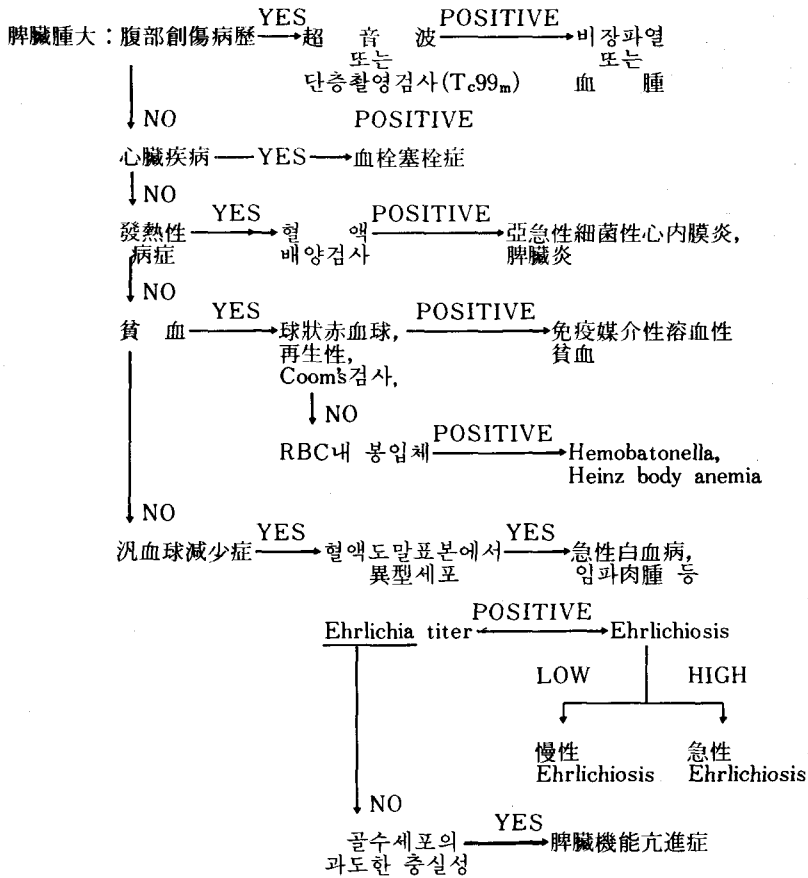 YES POSITIVE
脾臟腫大：腹部創傷病歷 超音波 비장파열
또는 또는
단층촬영검사(Tc99m) 血腫
NO POSITIVE
心臟疾病 YES 血栓塞栓症
NO
YES POSITIVE
發熱性 혈액 亞急性細菌性心内膜炎,
病症 배양검사 脾臟炎
NO
YES POSITIVE
貧血 球狀赤血球, 免疫媒介性溶血性
再生性, 貧血
Coom's검사,
NO
POSITIVE
RBC내 봉입체 Hemobatonella,
Heinz body anemia
NO
YES YES
汎血球減少症 혈액도말표본에서 急性白血病,
異型세포 임파肉腫 등
POSITIVE
Ehrlichia titer Ehrlichiosis
LOW HIGH
慢性 急性
Ehrlichiosis Ehrlichiosis
NO
YES
골수세포의 脾臟機能亢進症
과도한 충실성